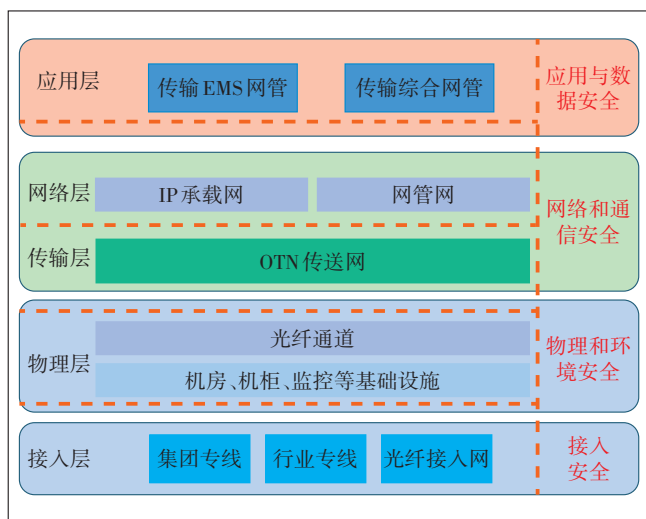 应用层
传输EMS网管
传输综合网管
应用与数
据安全
网络层
IP承载网
网管网
网络和通
信安全
传输层
OTN传送网
物理层
光纤通道
机房、机柜、监控等基础设施
物理和环
境安全
接入层
集团专线
行业专线
光纤接入网
接入
安全